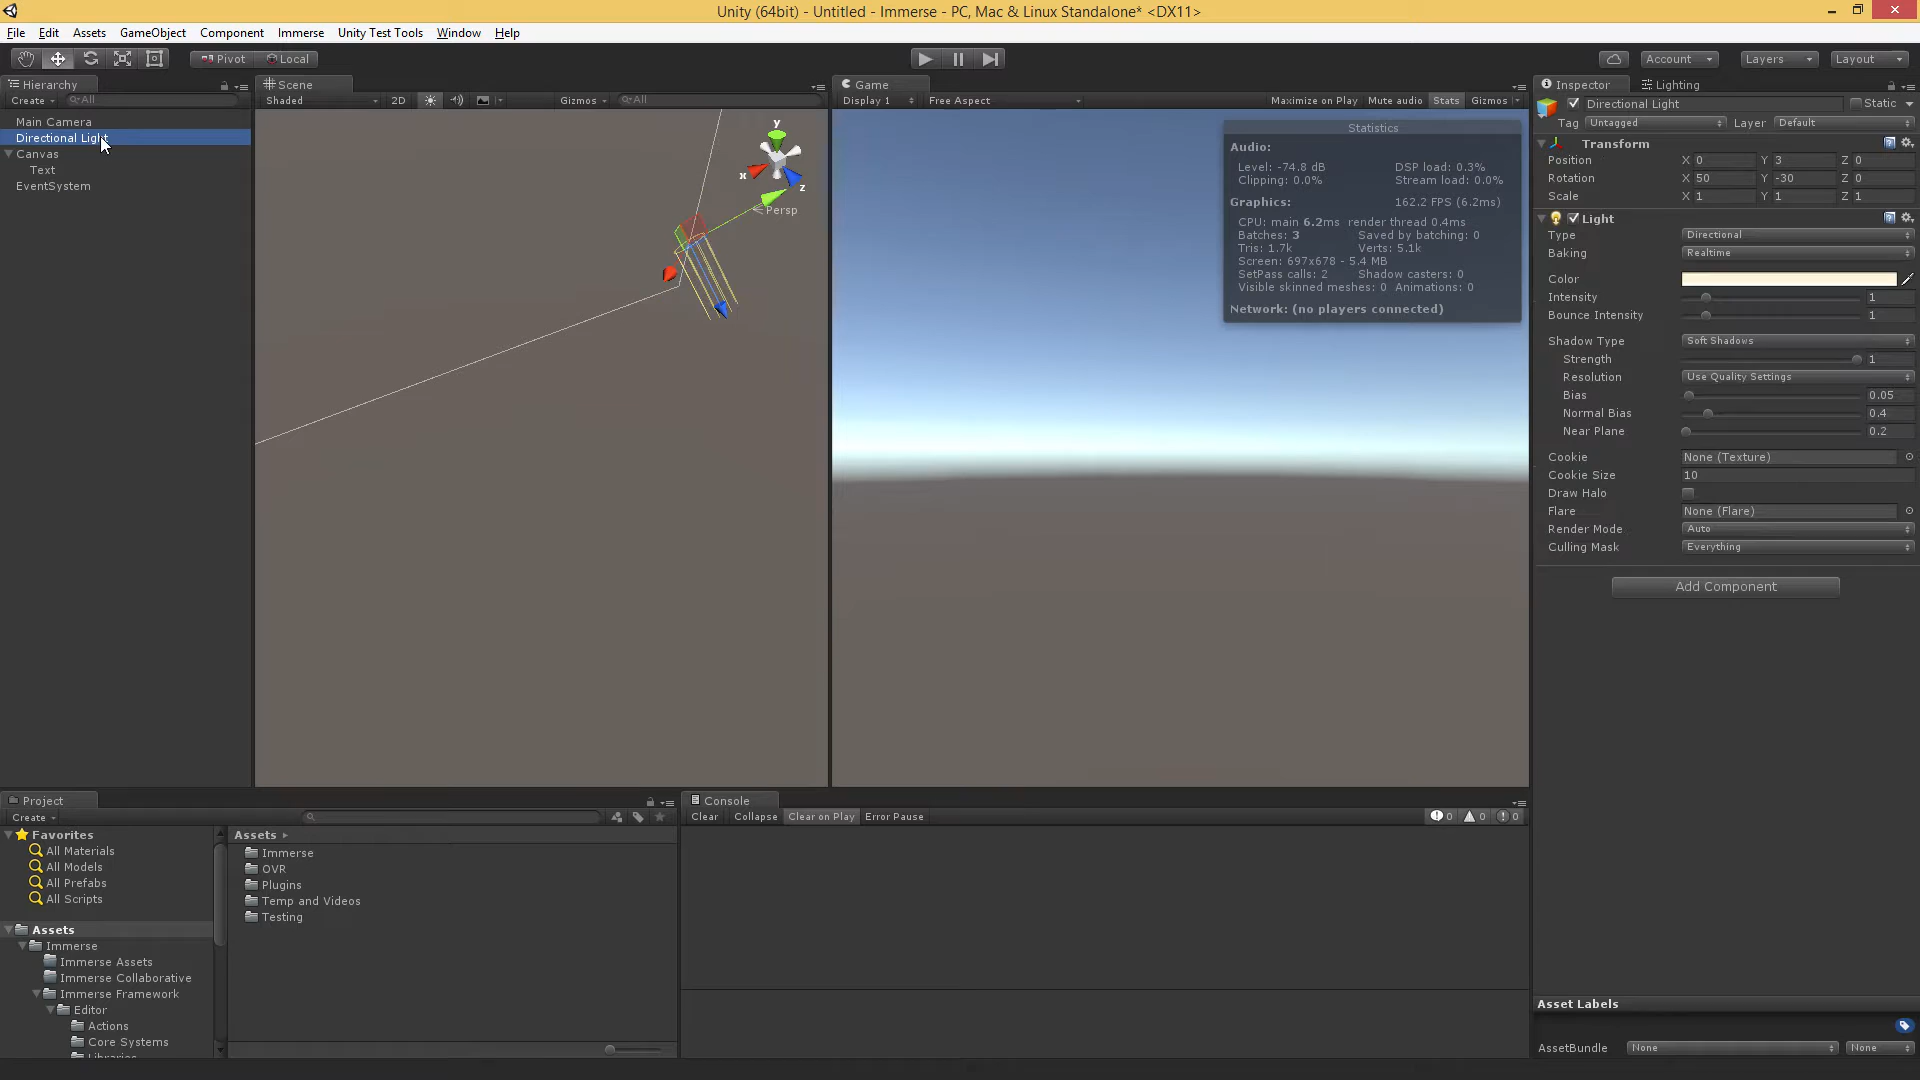 Unity (64bit) - Untitled - Immerse - PC, Mac & Linux Standalone* <DX11>
File Edit Assets GameObject Component Immerse Unity Test Tools Window Help
Pivot Local Account Layers Layout
Hierarchy
Create All
Main Camera
Directional Light
Canvas
Text
EventSystem
Scene
Shaded 2D Gizmos All
y
x
z
Persp
Game
Display 1 Free Aspect Maximize on Play Mute audio Stats Gizmos
Statistics
Audio:
Level: -74.8 dB DSP load: 0.3%
Clipping: 0.0% Stream load: 0.0%
Graphics: 162.2 FPS (6.2ms)
CPU: main 6.2ms render thread 0.4ms
Batches: 3 Saved by batching: 0
Tris: 1.7k Verts: 5.1k
Screen: 697x678 - 5.4 MB
SetPass calls: 2 Shadow casters: 0
Visible skinned meshes: 0 Animations: 0
Network: (no players connected)
Inspector Lighting
Directional Light Static
Tag Untagged Layer Default
Transform
Position X 0 Y 3 Z 0
Rotation X 50 Y -30 Z 0
Scale X 1 Y 1 Z 1
Light
Type Directional
Baking Realtime
Color
Intensity 1
Bounce Intensity 1
Shadow Type Soft Shadows
Strength 1
Resolution Use Quality Settings
Bias 0.05
Normal Bias 0.4
Near Plane 0.2
Cookie None (Texture)
Cookie Size 10
Draw Halo
Flare None (Flare)
Render Mode Auto
Culling Mask Everything
Add Component
Asset Labels
AssetBundle None None
Project
Create
Favorites
All Materials
All Models
All Prefabs
All Scripts
Assets
Immerse
Immerse Assets
Immerse Collaborative
Immerse Framework
Editor
Actions
Core Systems
Libraries
Assets
Immerse
OVR
Plugins
Temp and Videos
Testing
Console
Clear Collapse Clear on Play Error Pause 0 0 0